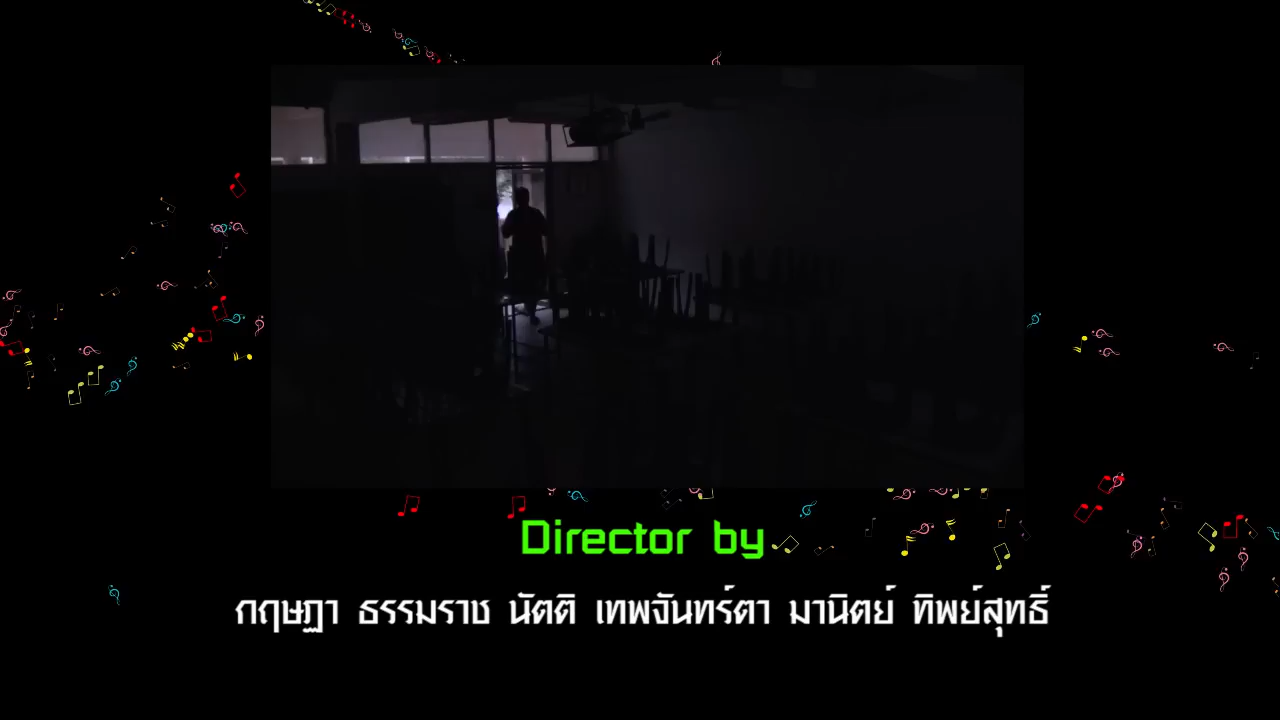 Director by
กฤษฏา ธรรมราช นัตติ เทพจันทร์ตา มานิตย์ ทิพย์สุทธิ์